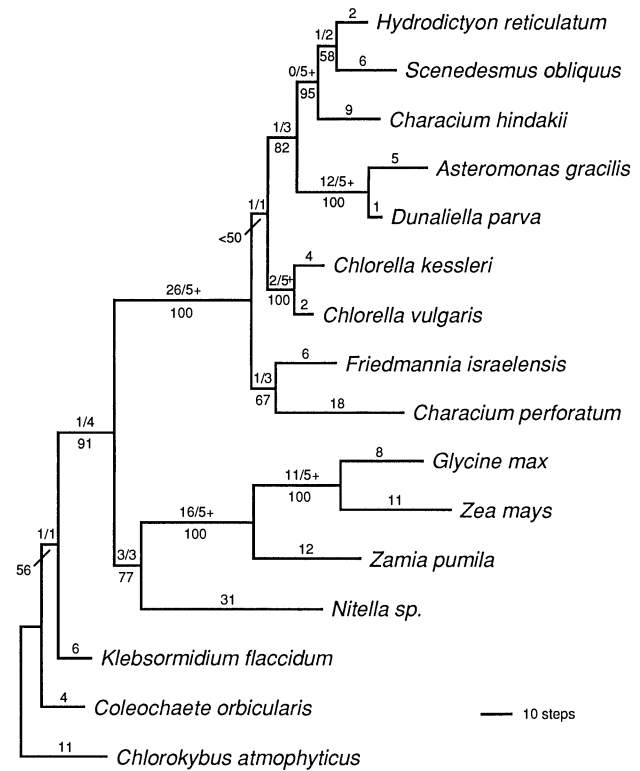 2
Hydrodictyon reticulatum
1/2
58
6
Scenedesmus obliquus
0/5+
95
9
Characium hindakii
1/3
82
5
Asteromonas gracilis
12/5+
100
1
Dunaliella parva
1/1
<50
4
Chlorella kessleri
2/5+
100
2
Chlorella vulgaris
26/5+
100
6
Friedmannia israelensis
1/3
67
18
Characium perforatum
1/4
91
8
Glycine max
11/5+
100
11
Zea mays
16/5+
100
12
Zamia pumila
1/1
56
3/3
77
31
Nitella sp.
6
Klebsormidium flaccidum
4
Coleochaete orbicularis
10 steps
11
Chlorokybus atmophyticus